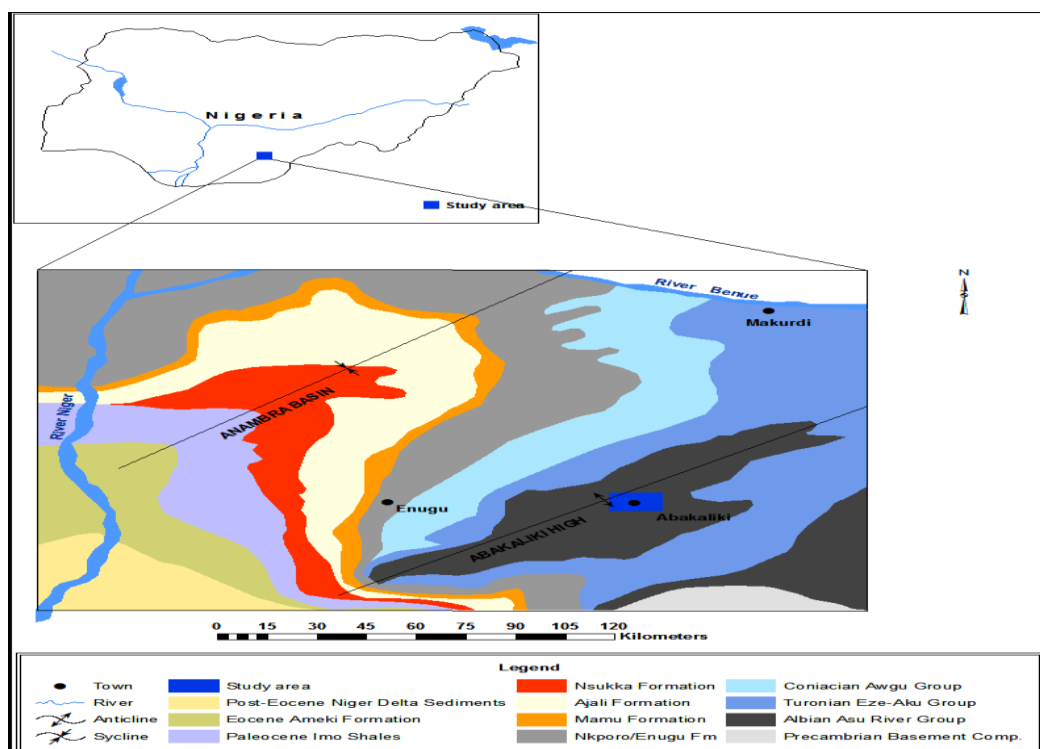 Nigeria
Study area
N
River Benue
Makurdi
River Niger
ANAMBRA BASIN
Enugu
Abakaliki
ABAKALIKI HIGH
0 15 30 45 60 75 90 105 120
Kilometers
Legend
Town
Study area
Nsukka Formation
Coniacian Awgu Group
River
Post-Eocene Niger Delta Sediments
Ajali Formation
Turonian Eze-Aku Group
Anticline
Eocene Ameki Formation
Mamu Formation
Albian Asu River Group
Sycline
Paleocene Imo Shales
Nkporo/Enugu Fm
Precambrian Basement Comp.